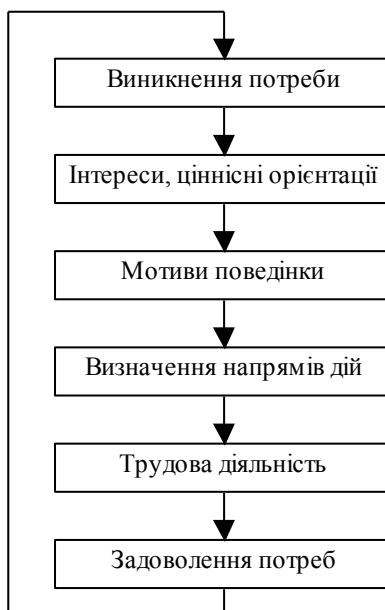 Виникнення потреби
Інтереси, ціннісні орієнтації
Мотиви поведінки
Визначення напрямів дій
Трудова діяльність
Задоволення потреб